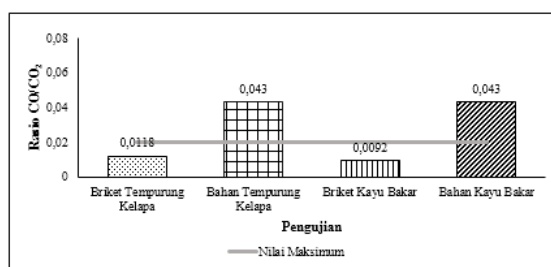 0,08
0,06
0,04
0,02
0
Rasio CO/CO₂
0,0118
0,043
0,0092
0,043
Briket Tempurung
Kelapa
Bahan Tempurung
Kelapa
Briket Kayu Bakar
Bahan Kayu Bakar
Pengujian
Nilai Maksimum